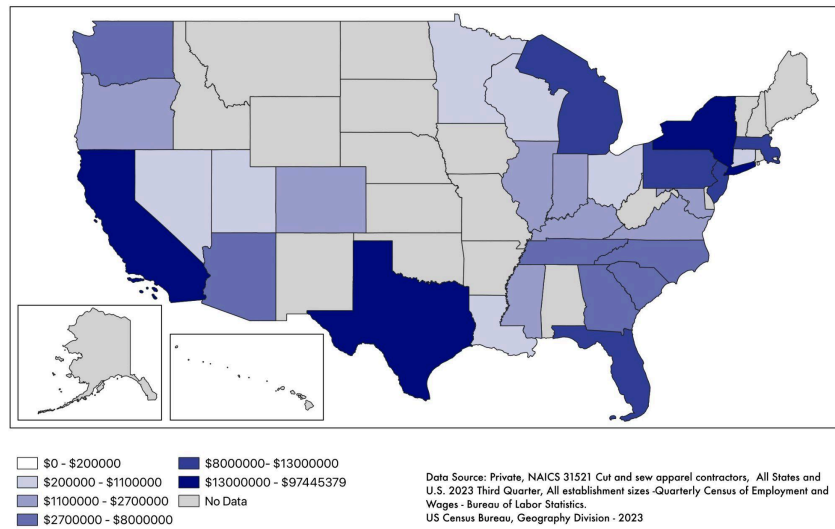 $0 - $200000
$200000 - $1100000
$1100000 - $2700000
$2700000 - $8000000
$8000000- $13000000
$13000000 - $97445379
No Data
Data Source: Private, NAICS 31521 Cut and sew apparel contractors, All States and
U.S. 2023 Third Quarter, All establishment sizes -Quarterly Census of Employment and
Wages - Bureau of Labor Statistics.
US Census Bureau, Geography Division - 2023